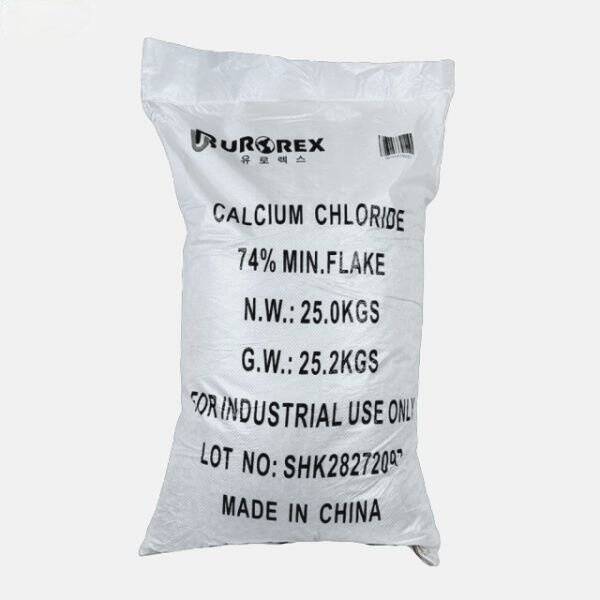 UROREX
유로렉스
CALCIUM CHLORIDE
74% MIN.FLAKE
N.W.: 25.0KGS
G.W.: 25.2KGS
FOR INDUSTRIAL USE ONLY
LOT NO:
MADE IN CHINA